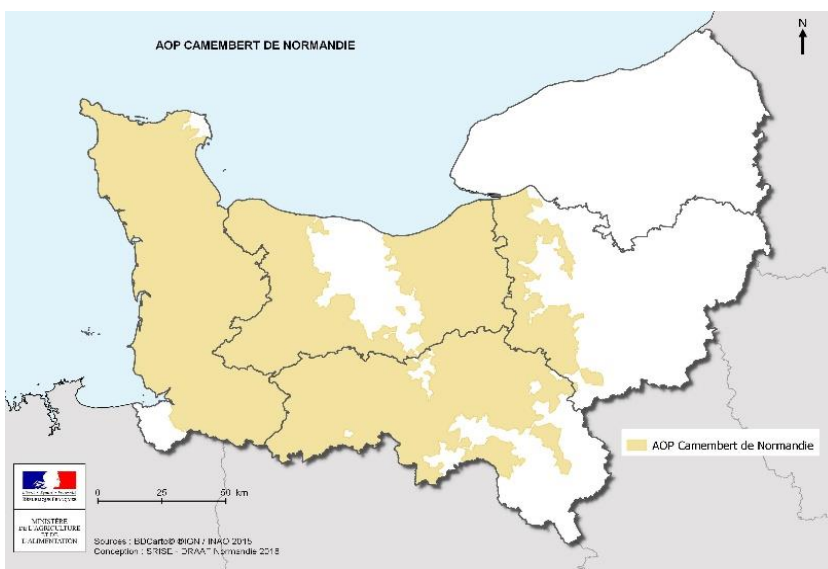 AOP CAMEMBERT DE NORMANDIE
N
AOP Camembert de Normandie
0 25 50 km
MINISTÈRE
DE L'AGRICULTURE
ET DE
L'ALIMENTATION
Sources : BDCarto® ®IGN / INAO 2015
Conception : SRISE - DRAAF Normandie 2018